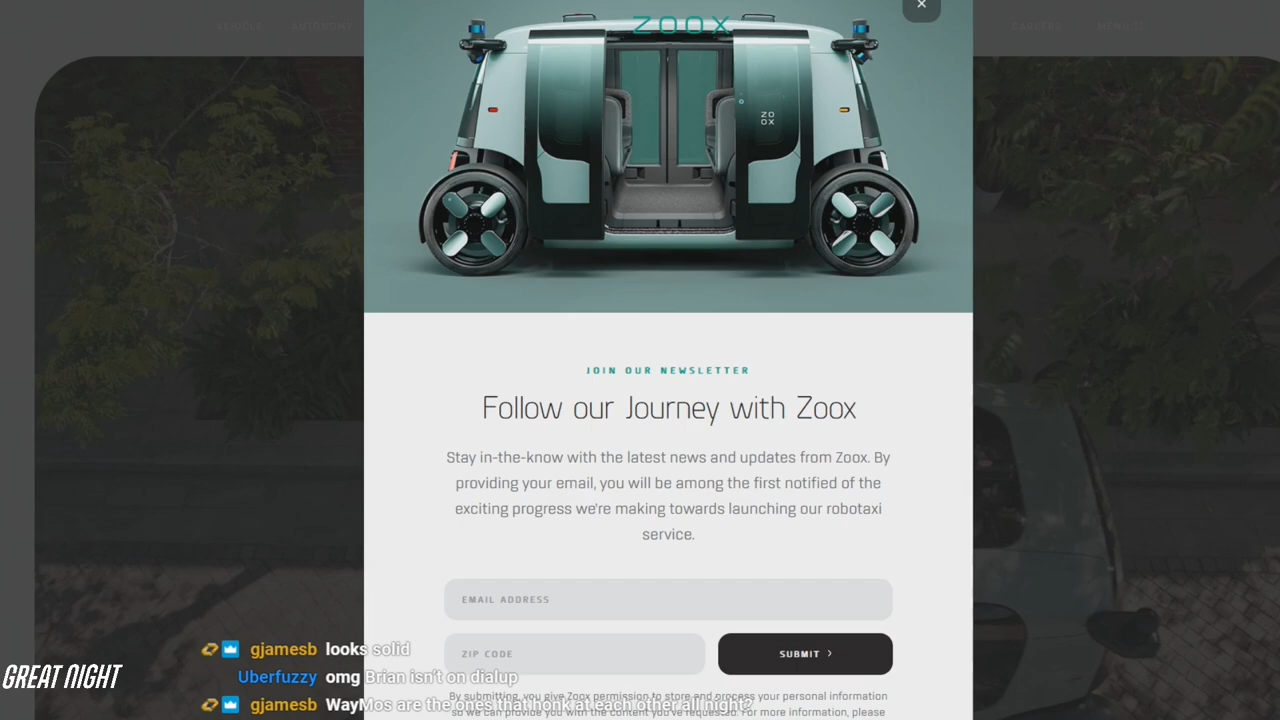 VEHICLE AUTONOMY
CAREERS
×
ZOOX
ZO
OX
JOIN OUR NEWSLETTER
Follow our Journey with Zoox
Stay in-the-know with the latest news and updates from Zoox. By
providing your email, you will be among the first notified of the
exciting progress we're making towards launching our robotaxi
service.
EMAIL ADDRESS
ZIP CODE
SUBMIT ›
By submitting, you give Zoox permission to store and process your personal information
so we can provide you with the content you've requested. For more information, please
gjamesb looks solid
Uberfuzzy omg Brian isn't on dialup
gjamesb WayMos are the ones that honk at each other all night?
GREAT NIGHT